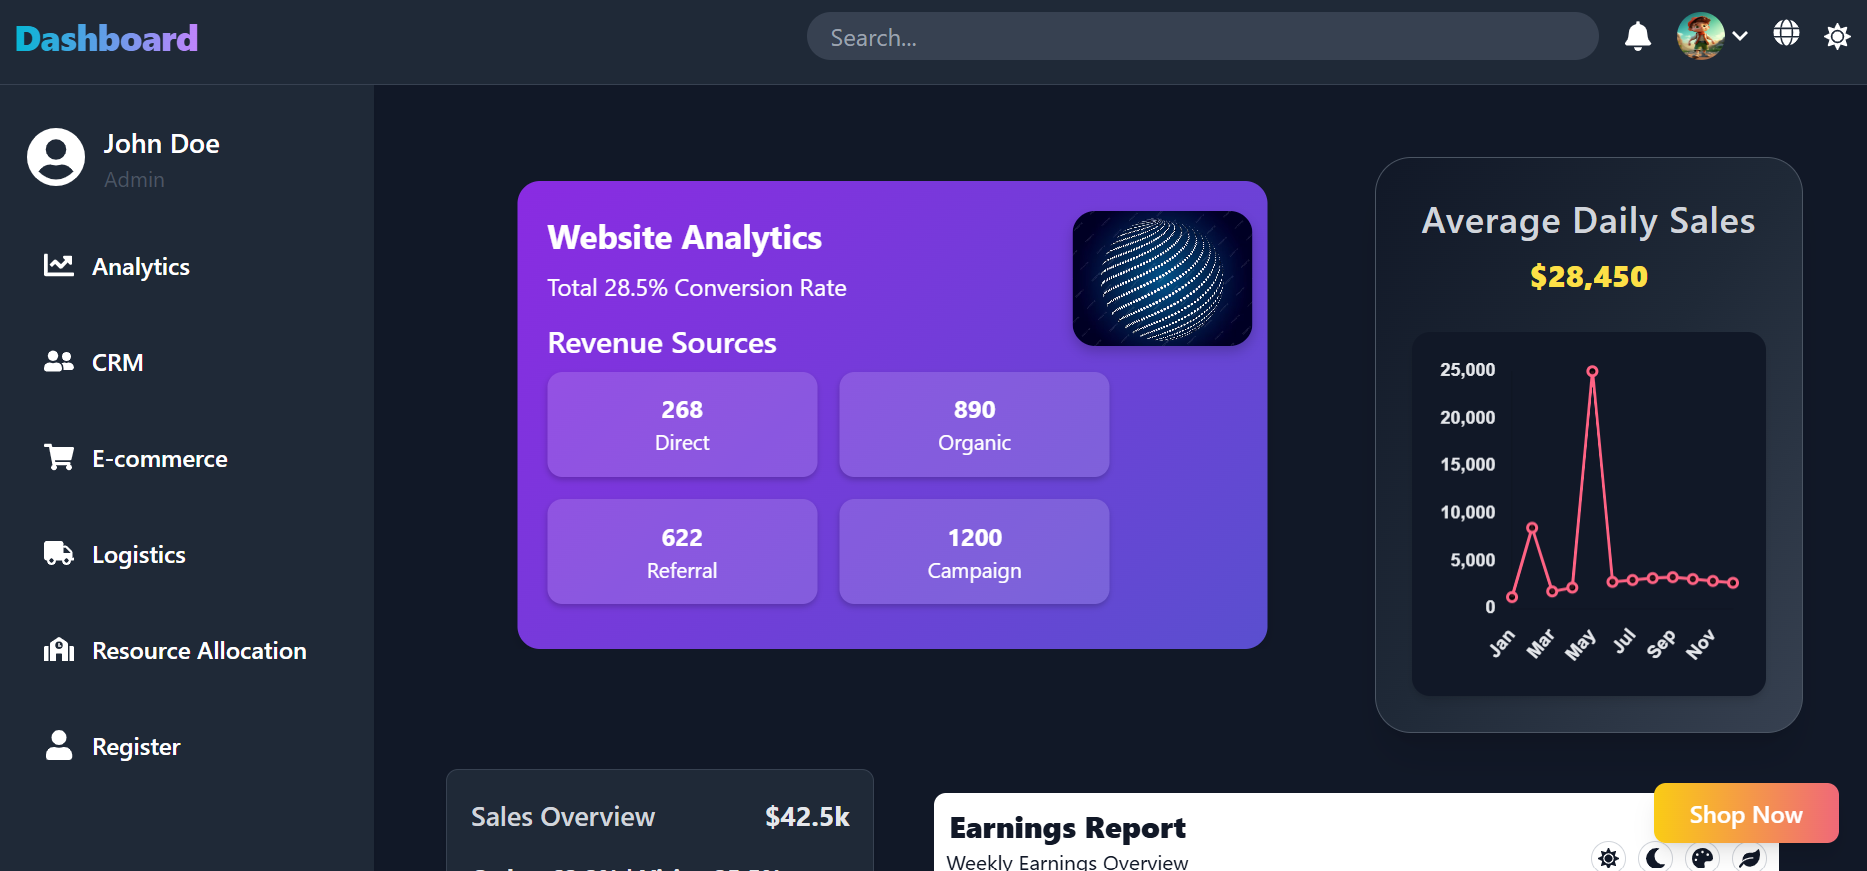 Dashboard
Search...
John Doe
Admin
Analytics
CRM
E-commerce
Logistics
Resource Allocation
Register
Website Analytics
Total 28.5% Conversion Rate
Revenue Sources
268
Direct
890
Organic
622
Referral
1200
Campaign
Average Daily Sales
$28,450
25,000
20,000
15,000
10,000
5,000
0
Jan Mar May Jul Sep Nov
Sales Overview $42.5k
Earnings Report
Weekly Earnings Overview
Shop Now